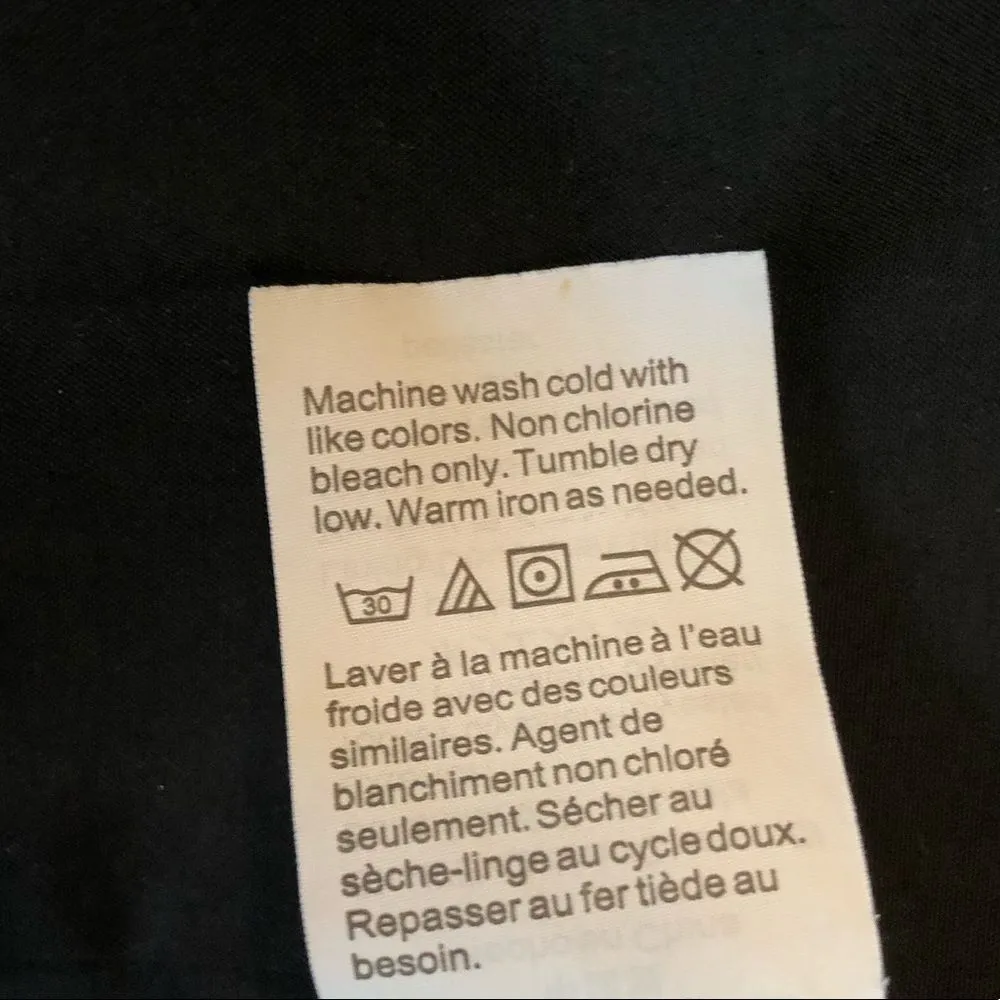 Machine wash cold with
like colors. Non chlorine
bleach only. Tumble dry
low. Warm iron as needed.
30
Laver à la machine à l'eau
froide avec des couleurs
similaires. Agent de
blanchiment non chloré
seulement. Sécher au
sèche-linge au cycle doux.
Repasser au fer tiède au
besoin.